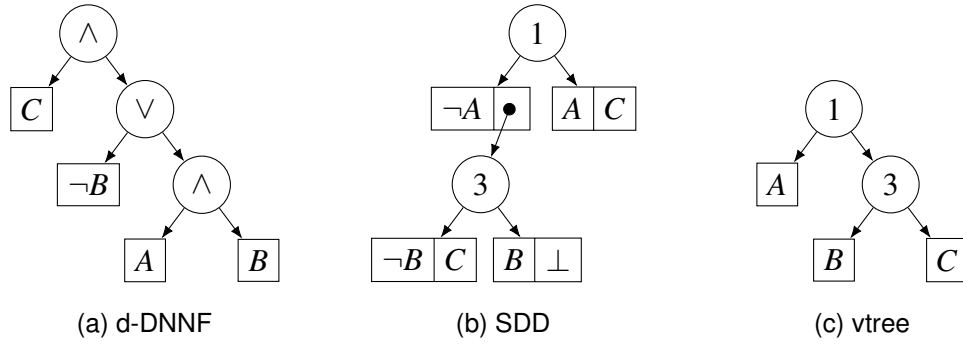 ∧ 1
C ∨ ¬A • A C 1
¬B ∧ 3 A 3
A B ¬B C B ⊥ B C
(a) d-DNNF (b) SDD (c) vtree